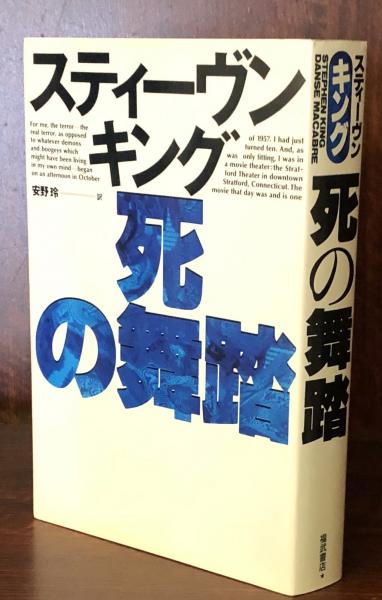 スティーヴン
キング
For me, the terror—the
real terror, as opposed
to whatever demons
and boogeys which
might have been living
in my own mind—began
on an afternoon in October
of 1957. I had just
turned ten. And, as
was only fitting, I was in
a movie theater: the Strat-
ford Theater in downtown
Stratford, Connecticut. The
movie that day was and is one
安野玲——訳
死
の舞踏
スティーヴン
キング
STEPHEN KING
DANSE MACABRE
死の舞踏
福武書店